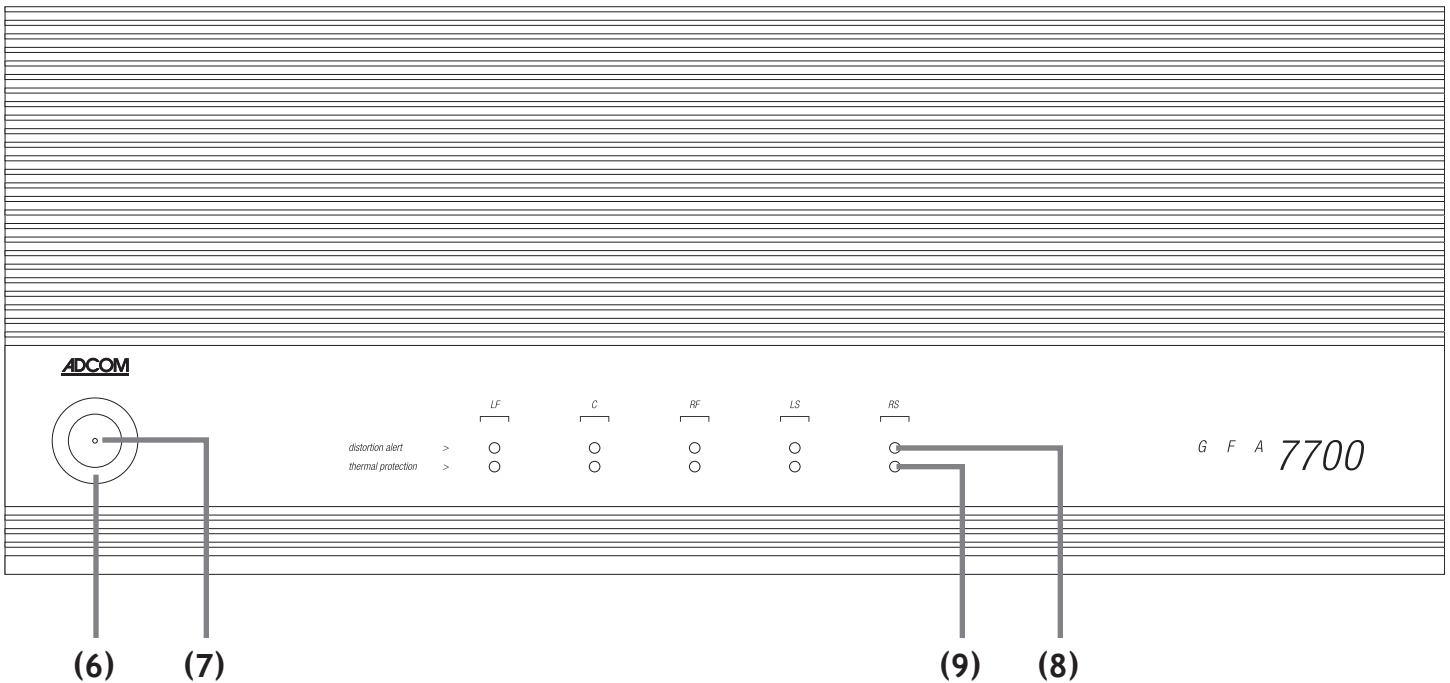 ADCOM
LF C RF LS RS
distortion alert >
thermal protection >
G F A 7700
(6) (7) (9) (8)